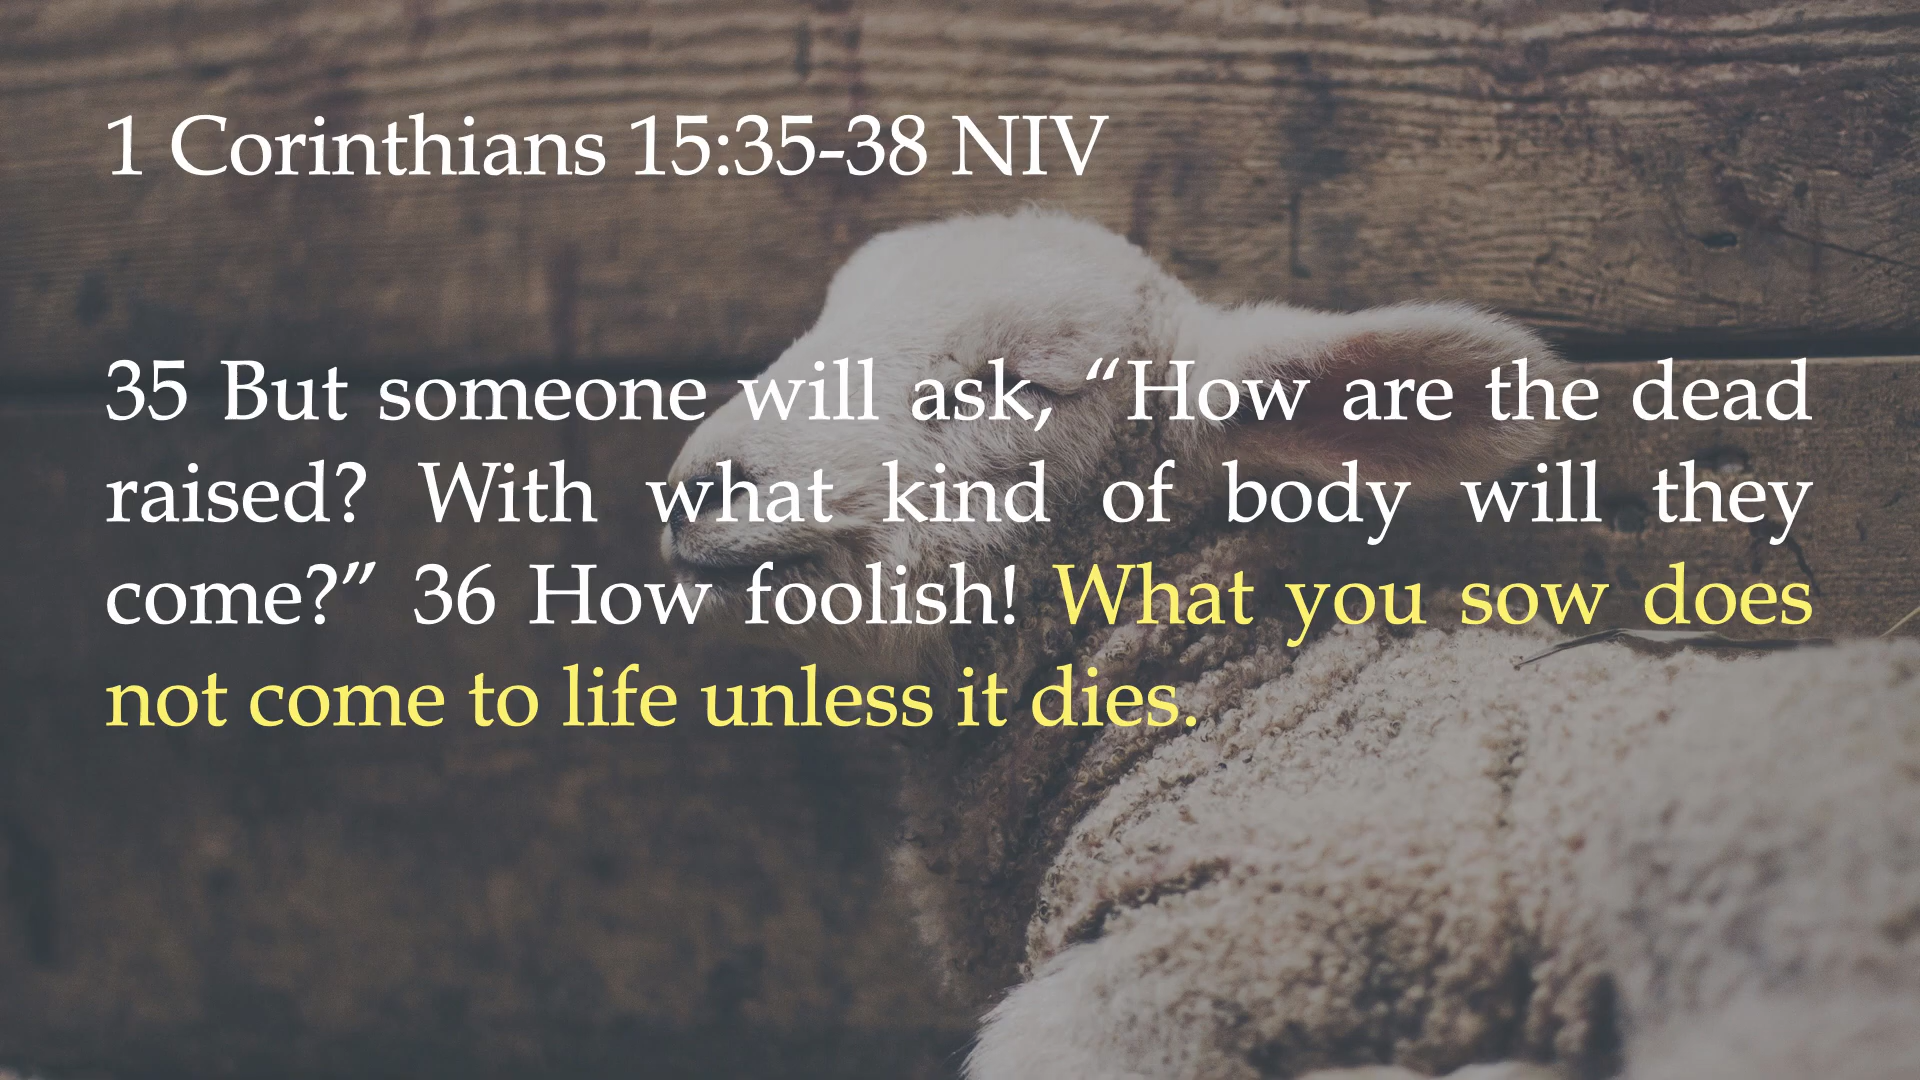 1 Corinthians 15:35-38 NIV
35 But someone will ask, “How are the dead
raised? With what kind of body will they
come?” 36 How foolish! What you sow does
not come to life unless it dies.